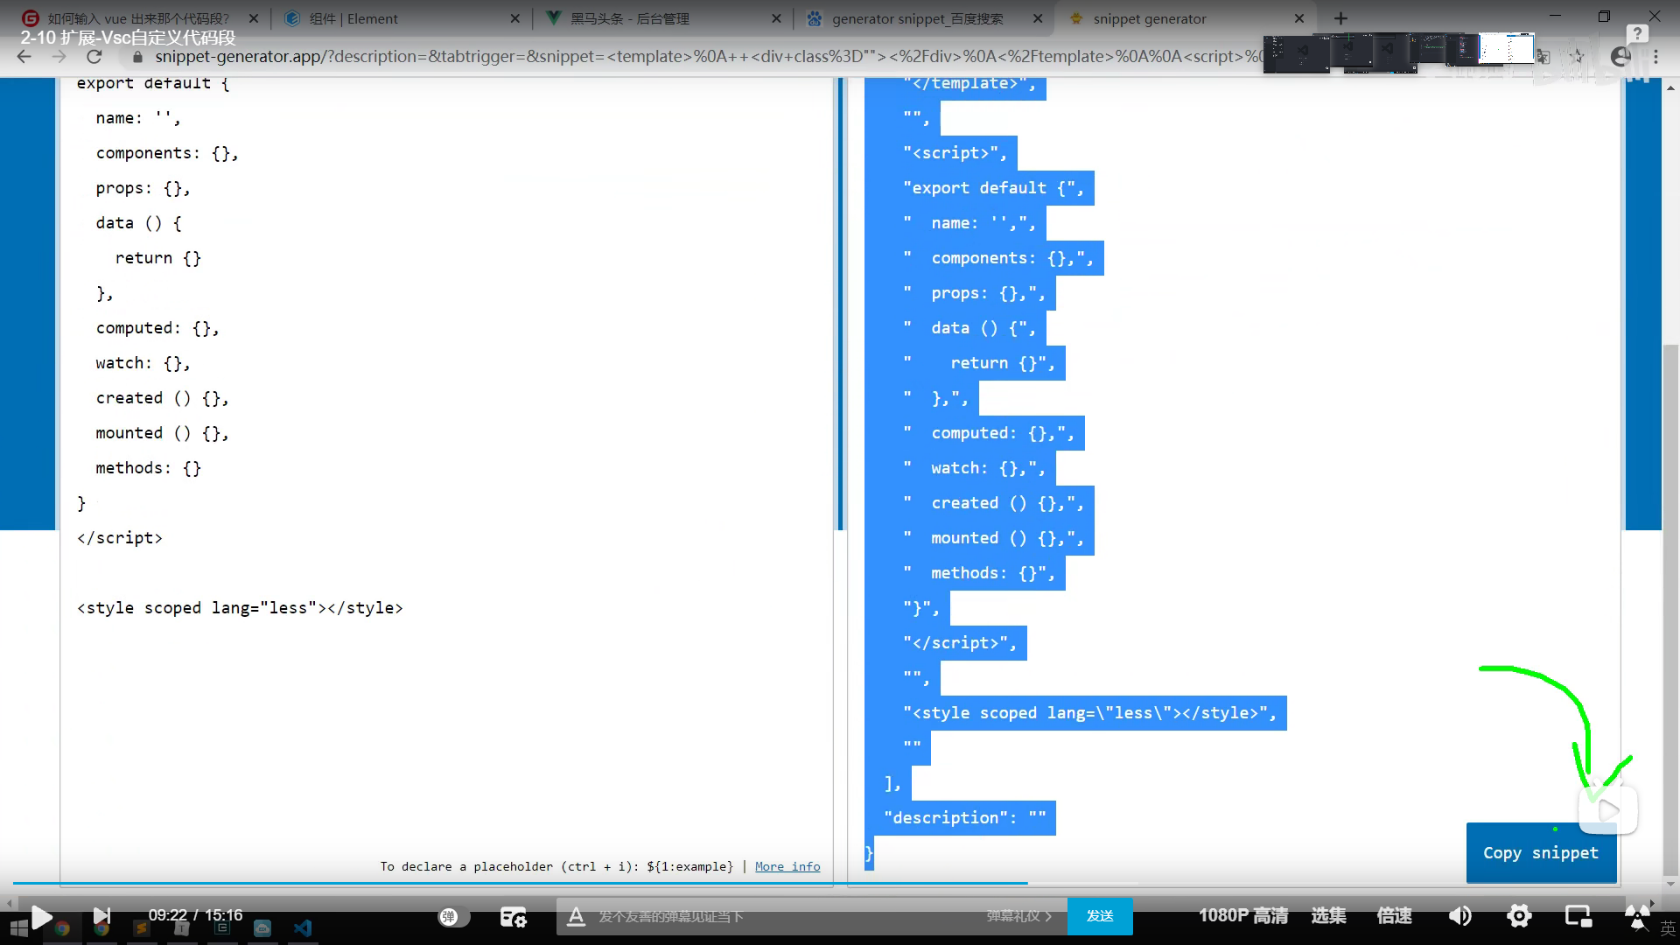 如何输入 vue 出来那个代码段? 组件 | Element 黑马头条 - 后台管理 generator snippet_百度搜索 snippet generator
2-10 扩展-Vsc自定义代码段
snippet-generator.app/?description=&tabtrigger=&snippet=<template>%0A++<div+class%3D""><%2Fdiv>%0A<%2Ftemplate>%0A%0A<script>%0
export default {
  name: '',
  components: {},
  props: {},
  data () {
    return {}
  },
  computed: {},
  watch: {},
  created () {},
  mounted () {},
  methods: {}
}
</script>

<style scoped lang="less"></style>
To declare a placeholder (ctrl + i): ${1:example} | More info
"</template>",
"",
"<script>",
"export default {",
"  name: '',",
"  components: {},",
"  props: {},",
"  data () {",
"    return {}",
"  },",
"  computed: {},",
"  watch: {},",
"  created () {},",
"  mounted () {},",
"  methods: {}",
"}",
"</script>",
"",
"<style scoped lang=\"less\"></style>",
""
],
"description": ""
}
Copy snippet
09:22 / 15:16 弹 发个友善的弹幕见证当下 弹幕礼仪 > 发送 1080P 高清 选集 倍速
英